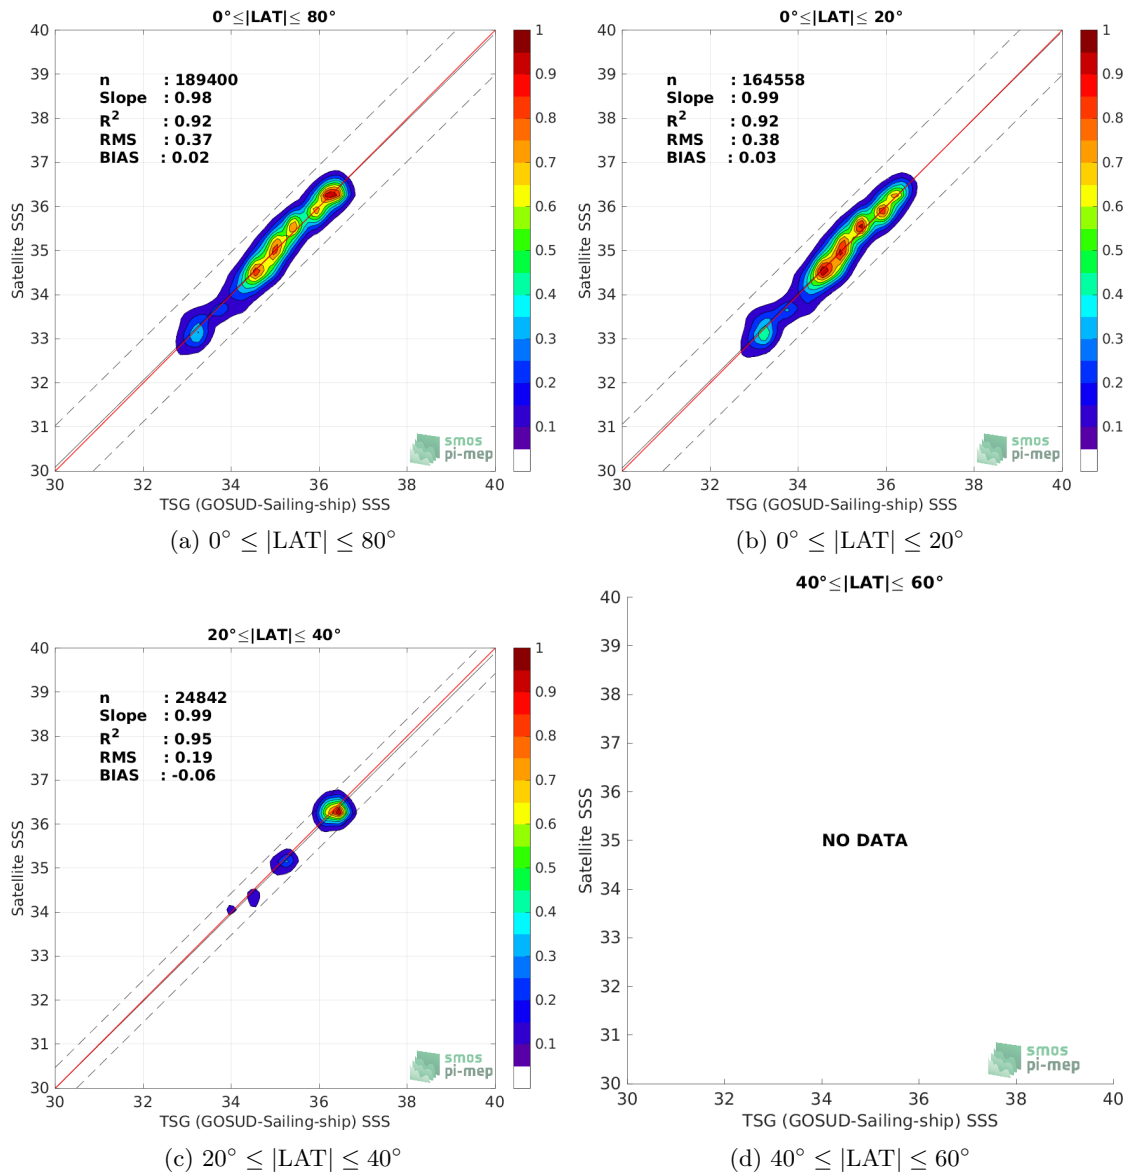 0°≤|LAT|≤ 80°
40
39
38
37
36
35
34
33
32
31
30
Satellite SSS
n : 189400
Slope : 0.98
R² : 0.92
RMS : 0.37
BIAS : 0.02
smos
pi-mep
30 32 34 36 38 40
TSG (GOSUD-Sailing-ship) SSS
1
0.9
0.8
0.7
0.6
0.5
0.4
0.3
0.2
0.1
(a) 0° ≤ |LAT| ≤ 80°
0°≤|LAT|≤ 20°
40
39
38
37
36
35
34
33
32
31
30
Satellite SSS
n : 164558
Slope : 0.99
R² : 0.92
RMS : 0.38
BIAS : 0.03
smos
pi-mep
30 32 34 36 38 40
TSG (GOSUD-Sailing-ship) SSS
1
0.9
0.8
0.7
0.6
0.5
0.4
0.3
0.2
0.1
(b) 0° ≤ |LAT| ≤ 20°
20°≤|LAT|≤ 40°
40
39
38
37
36
35
34
33
32
31
30
Satellite SSS
n : 24842
Slope : 0.99
R² : 0.95
RMS : 0.19
BIAS : -0.06
smos
pi-mep
30 32 34 36 38 40
TSG (GOSUD-Sailing-ship) SSS
1
0.9
0.8
0.7
0.6
0.5
0.4
0.3
0.2
0.1
(c) 20° ≤ |LAT| ≤ 40°
40°≤|LAT|≤ 60°
40
39
38
37
36
35
34
33
32
31
30
Satellite SSS
NO DATA
smos
pi-mep
30 32 34 36 38 40
TSG (GOSUD-Sailing-ship) SSS
(d) 40° ≤ |LAT| ≤ 60°